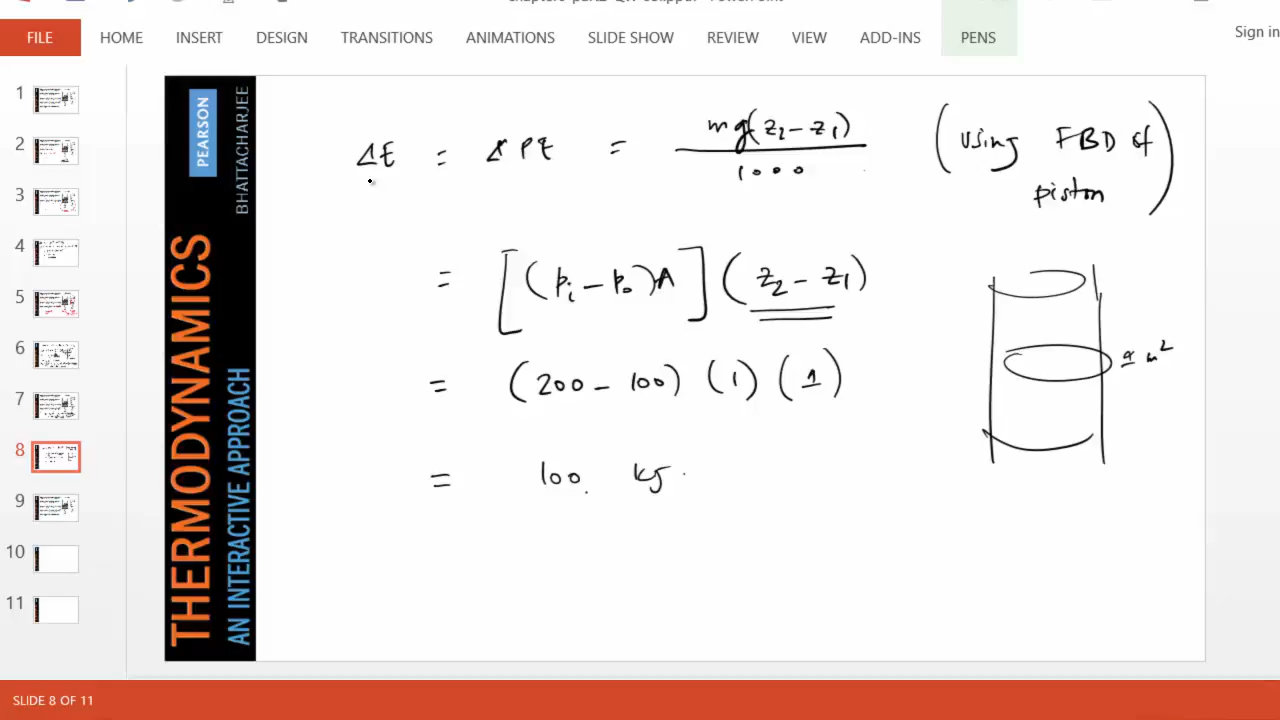 FILE HOME INSERT DESIGN TRANSITIONS ANIMATIONS SLIDE SHOW REVIEW VIEW ADD-INS PENS Sign in
1
2
3
4
5
6
7
8
9
10
11
PEARSON
BHATTACHARJEE
THERMODYNAMICS
AN INTERACTIVE APPROACH
ΔE = ΔPE = mg(z₂ − z₁) / 1000 (using FBD of piston)
= [(pᵢ − p₀)A] (z₂ − z₁)
= (200 − 100) (1) (1)
= 100. kJ.
1 m²
SLIDE 8 OF 11